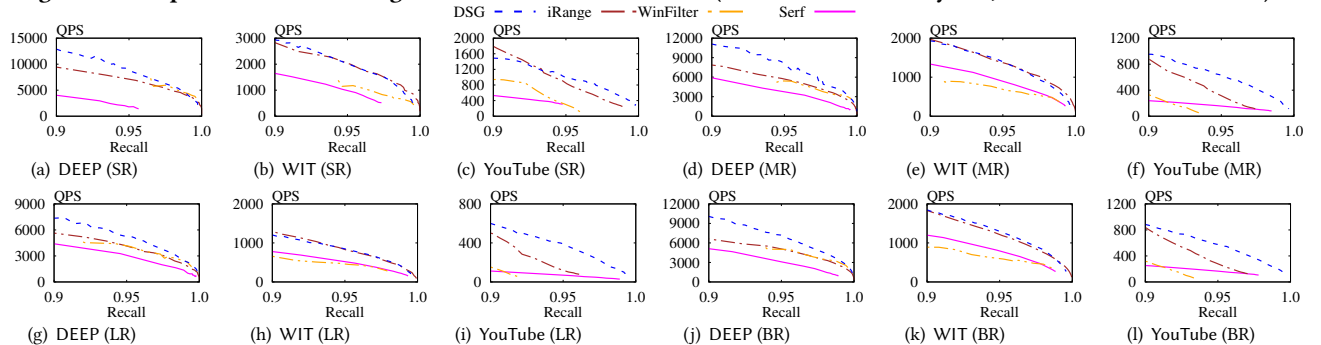 DSG iRange WinFilter Serf
QPS QPS QPS QPS QPS QPS
15000 3000 2000 12000 2000 1200
10000 2000 1600 9000 800
1200 6000 1000
5000 1000 800 3000 400
400
0 0 0 0 0 0
0.9 0.95 1.0 0.9 0.95 1.0 0.9 0.95 1.0 0.9 0.95 1.0 0.9 0.95 1.0 0.9 0.95 1.0
Recall Recall Recall Recall Recall Recall
(a) DEEP (SR) (b) WIT (SR) (c) YouTube (SR) (d) DEEP (MR) (e) WIT (MR) (f) YouTube (MR)
QPS QPS QPS QPS QPS QPS
9000 2000 800 12000 2000 1200
6000 9000 800
1000 400 6000 1000
3000 3000 400
0 0 0 0 0 0
0.9 0.95 1.0 0.9 0.95 1.0 0.9 0.95 1.0 0.9 0.95 1.0 0.9 0.95 1.0 0.9 0.95 1.0
Recall Recall Recall Recall Recall Recall
(g) DEEP (LR) (h) WIT (LR) (i) YouTube (LR) (j) DEEP (BR) (k) WIT (BR) (l) YouTube (BR)